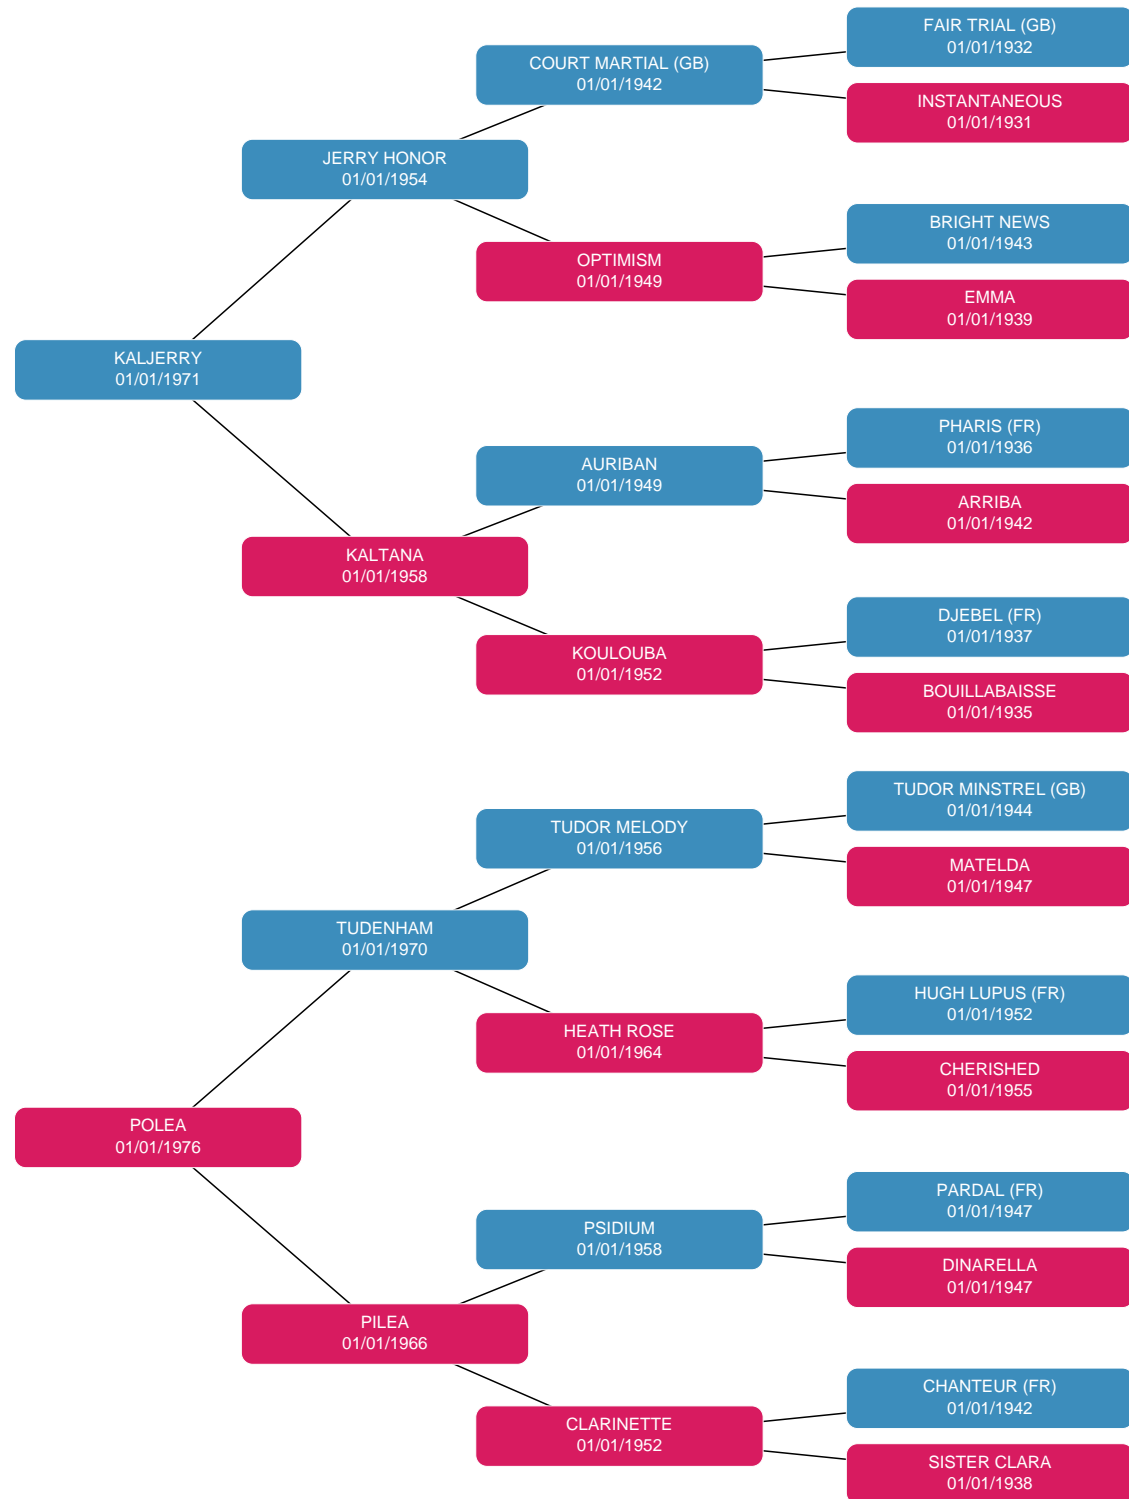 FAIR TRIAL (GB)
01/01/1932
COURT MARTIAL (GB)
01/01/1942
INSTANTANEOUS
01/01/1931
JERRY HONOR
01/01/1954
BRIGHT NEWS
01/01/1943
OPTIMISM
01/01/1949
EMMA
01/01/1939
KALJERRY
01/01/1971
PHARIS (FR)
01/01/1936
AURIBAN
01/01/1949
ARRIBA
01/01/1942
KALTANA
01/01/1958
DJEBEL (FR)
01/01/1937
KOULOUBA
01/01/1952
BOUILLABAISSE
01/01/1935
TUDOR MINSTREL (GB)
01/01/1944
TUDOR MELODY
01/01/1956
MATELDA
01/01/1947
TUDENHAM
01/01/1970
HUGH LUPUS (FR)
01/01/1952
HEATH ROSE
01/01/1964
CHERISHED
01/01/1955
POLEA
01/01/1976
PARDAL (FR)
01/01/1947
PSIDIUM
01/01/1958
DINARELLA
01/01/1947
PILEA
01/01/1966
CHANTEUR (FR)
01/01/1942
CLARINETTE
01/01/1952
SISTER CLARA
01/01/1938